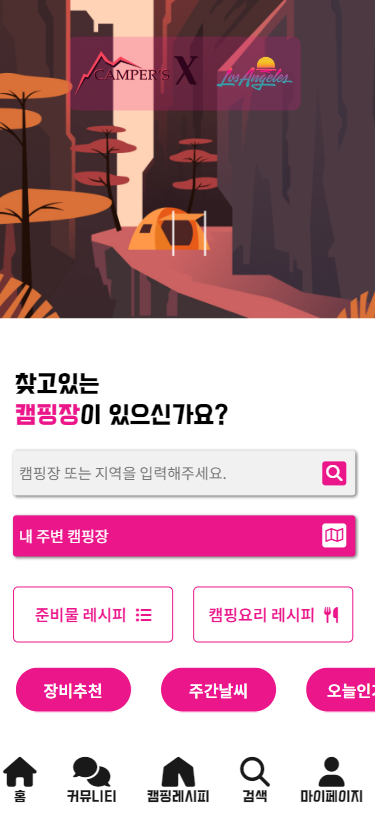 CAMPER'S X Los Angeles
찾고있는
캠핑장이 있으신가요?
캠핑장 또는 지역을 입력해주세요.
내 주변 캠핑장
준비물 레시피 캠핑요리 레시피
장비추천 주간날씨 오늘인
홈 커뮤니티 캠핑레시피 검색 마이페이지